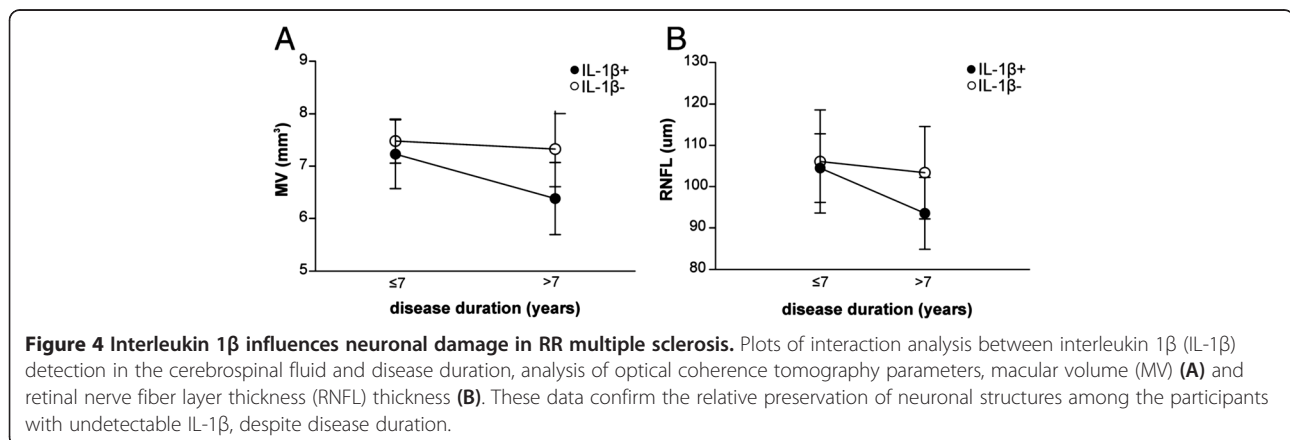 A
9
8
7
6
5
MV (mm³)
IL-1β+
IL-1β-
≤7
>7
disease duration (years)
B
130
120
110
100
90
80
RNFL (um)
IL-1β+
IL-1β-
≤7
>7
disease duration (years)
Figure 4 Interleukin 1β influences neuronal damage in RR multiple sclerosis. Plots of interaction analysis between interleukin 1β (IL-1β)
detection in the cerebrospinal fluid and disease duration, analysis of optical coherence tomography parameters, macular volume (MV) (A) and
retinal nerve fiber layer thickness (RNFL) thickness (B). These data confirm the relative preservation of neuronal structures among the participants
with undetectable IL-1β, despite disease duration.